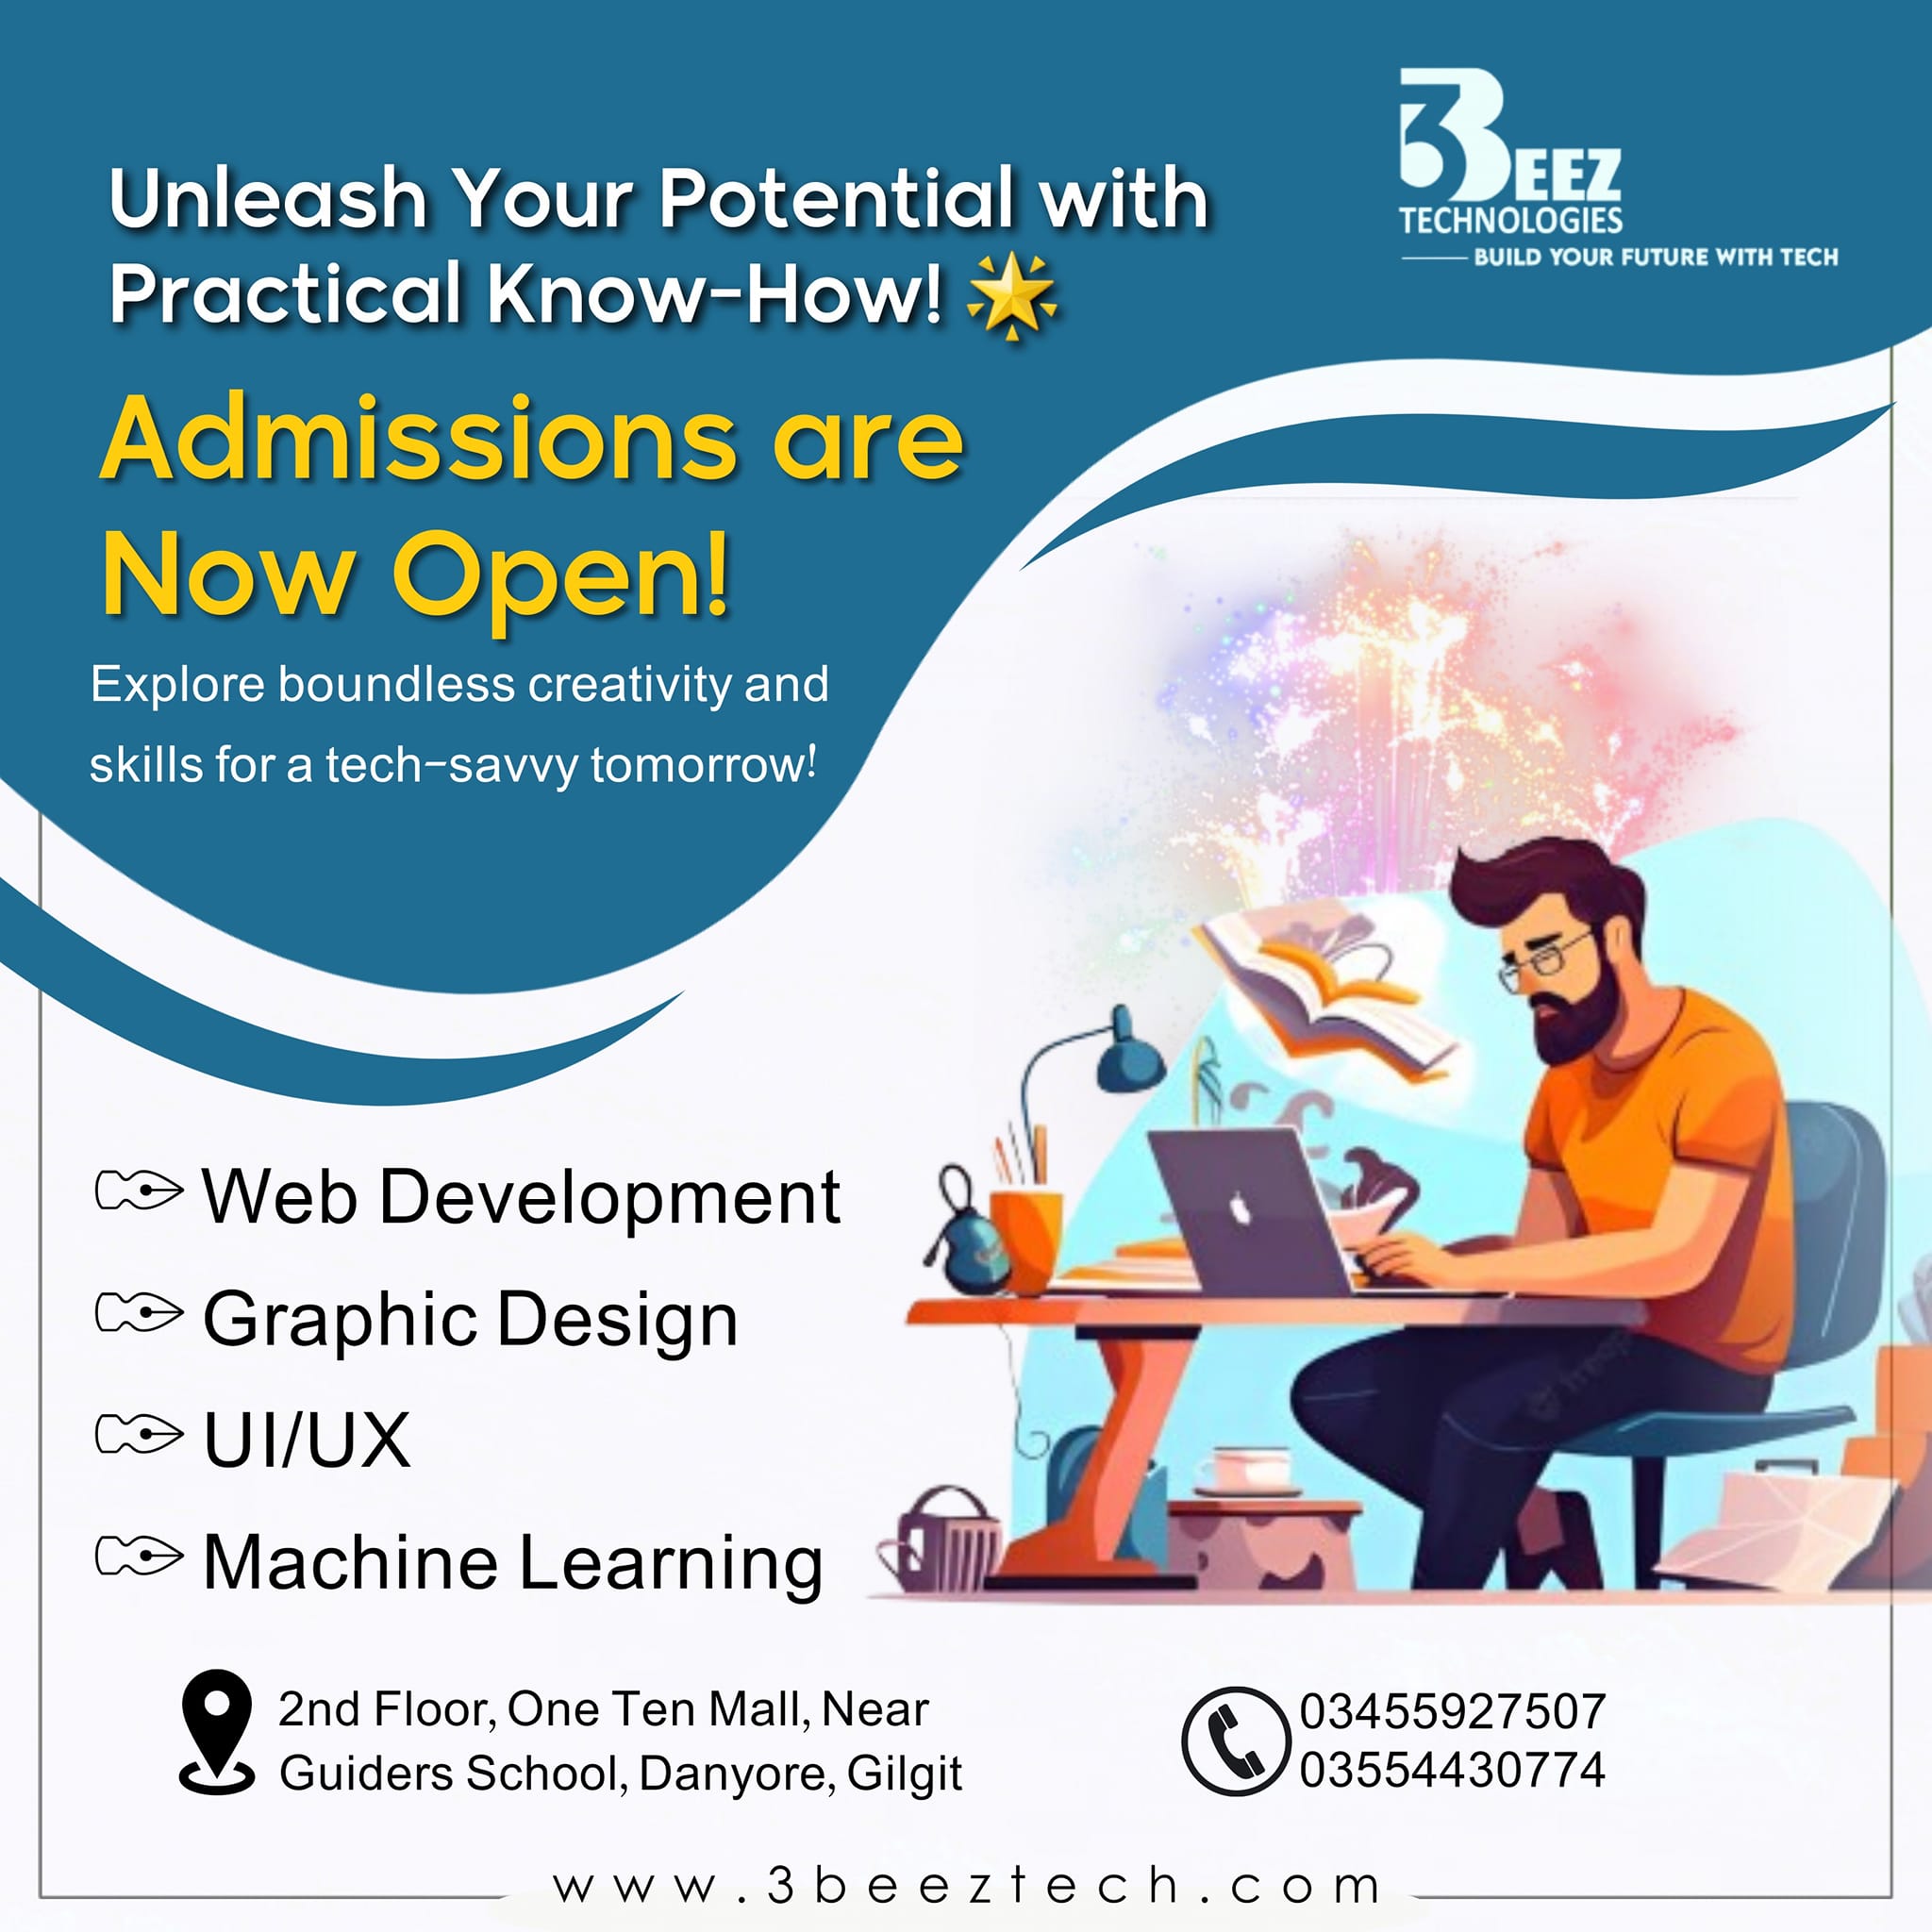 3BEEZ
TECHNOLOGIES
BUILD YOUR FUTURE WITH TECH
Unleash Your Potential with
Practical Know-How! 🌟
Admissions are
Now Open!
Explore boundless creativity and
skills for a tech-savvy tomorrow!
Web Development
Graphic Design
UI/UX
Machine Learning
2nd Floor, One Ten Mall, Near
Guiders School, Danyore, Gilgit
03455927507
03554430774
www.3beeztech.com